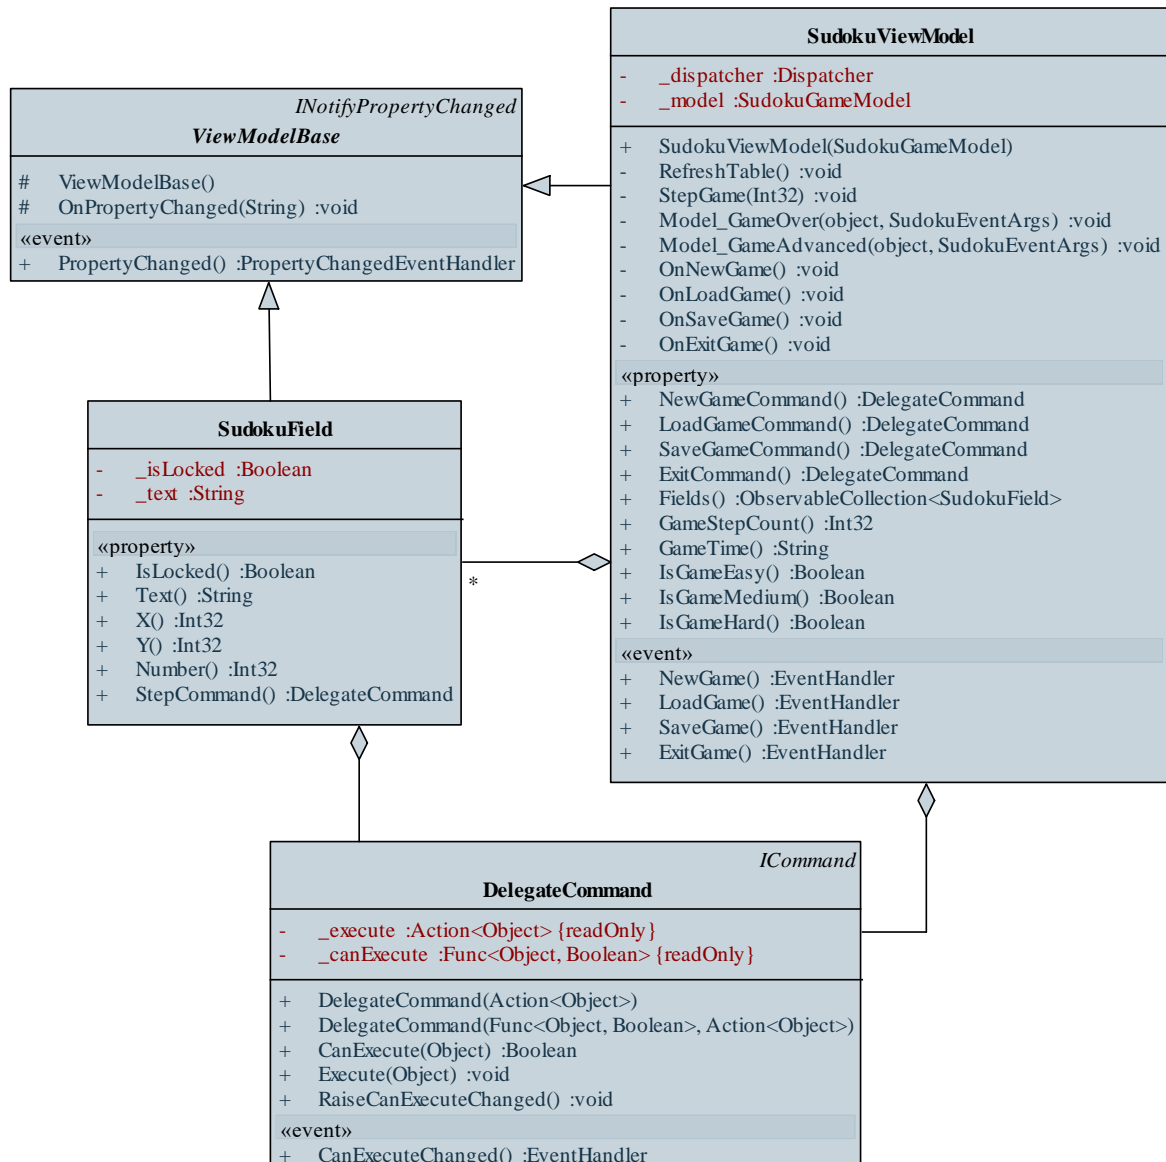 INotifyPropertyChanged
ViewModelBase
# ViewModelBase()
# OnPropertyChanged(String) :void
«event»
+ PropertyChanged() :PropertyChangedEventHandler
SudokuViewModel
- _dispatcher :Dispatcher
- _model :SudokuGameModel
+ SudokuViewModel(SudokuGameModel)
- RefreshTable() :void
- StepGame(Int32) :void
- Model_GameOver(object, SudokuEventArgs) :void
- Model_GameAdvanced(object, SudokuEventArgs) :void
- OnNewGame() :void
- OnLoadGame() :void
- OnSaveGame() :void
- OnExitGame() :void
«property»
+ NewGameCommand() :DelegateCommand
+ LoadGameCommand() :DelegateCommand
+ SaveGameCommand() :DelegateCommand
+ ExitCommand() :DelegateCommand
+ Fields() :ObservableCollection<SudokuField>
+ GameStepCount() :Int32
+ GameTime() :String
+ IsGameEasy() :Boolean
+ IsGameMedium() :Boolean
+ IsGameHard() :Boolean
«event»
+ NewGame() :EventHandler
+ LoadGame() :EventHandler
+ SaveGame() :EventHandler
+ ExitGame() :EventHandler
SudokuField
- _isLocked :Boolean
- _text :String
«property»
+ IsLocked() :Boolean
+ Text() :String
+ X() :Int32
+ Y() :Int32
+ Number() :Int32
+ StepCommand() :DelegateCommand
*
ICommand
DelegateCommand
- _execute :Action<Object> {readOnly}
- _canExecute :Func<Object, Boolean> {readOnly}
+ DelegateCommand(Action<Object>)
+ DelegateCommand(Func<Object, Boolean>, Action<Object>)
+ CanExecute(Object) :Boolean
+ Execute(Object) :void
+ RaiseCanExecuteChanged() :void
«event»
+ CanExecuteChanged() :EventHandler